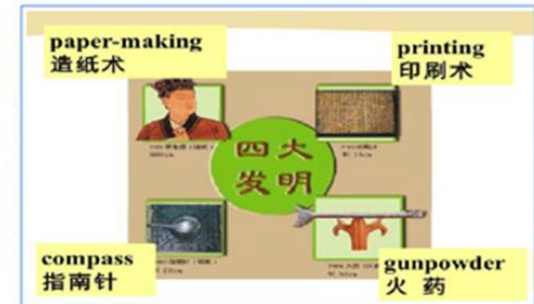 paper-making
造纸术
printing
印刷术
四大
发明
compass
指南针
gunpowder
火 药